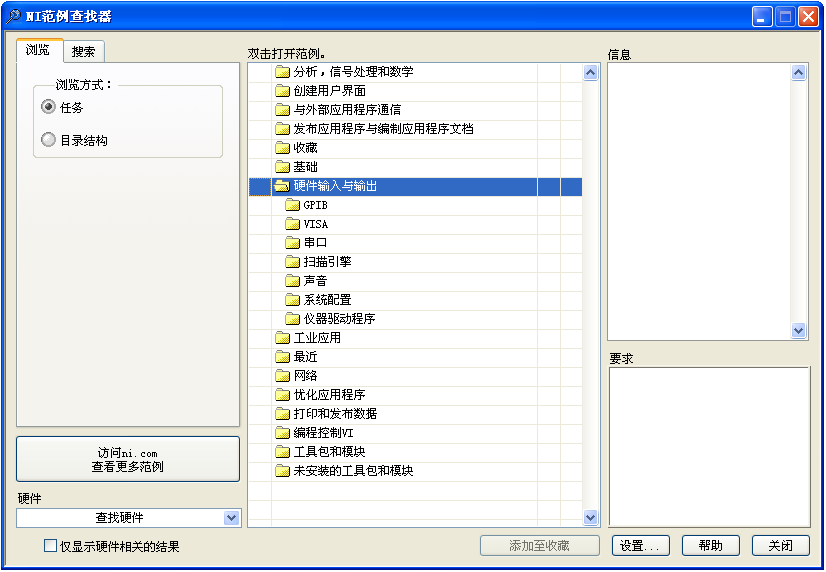 NI范例查找器
浏览
搜索
浏览方式：
任务
目录结构
访问ni.com
查看更多范例
硬件
查找硬件
仅显示硬件相关的结果
双击打开范例。
分析，信号处理和数学
创建用户界面
与外部应用程序通信
发布应用程序与编制应用程序文档
收藏
基础
硬件输入与输出
GPIB
VISA
串口
扫描引擎
声音
系统配置
仪器驱动程序
工业应用
最近
网络
优化应用程序
打印和发布数据
编程控制VI
工具包和模块
未安装的工具包和模块
信息
要求
添加至收藏
设置...
帮助
关闭